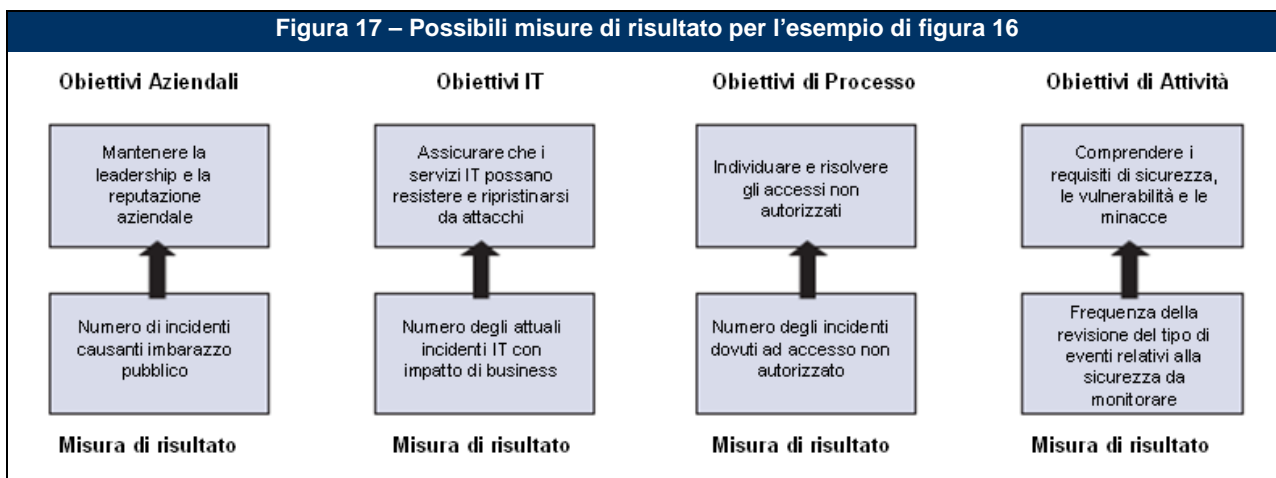 Figura 17 – Possibili misure di risultato per l'esempio di figura 16
Obiettivi Aziendali
Obiettivi IT
Obiettivi di Processo
Obiettivi di Attività
Mantenere la
leadership e la
reputazione
aziendale
Assicurare che i
servizi IT possano
resistere e ripristinarsi
da attacchi
Individuare e risolvere
gli accessi non
autorizzati
Comprendere i
requisiti di sicurezza,
le vulnerabilità e le
minacce
Numero di incidenti
causanti imbarazzo
pubblico
Numero degli attuali
incidenti IT con
impatto di business
Numero degli incidenti
dovuti ad accesso non
autorizzato
Frequenza della
revisione del tipo di
eventi relativi alla
sicurezza da
monitorare
Misura di risultato
Misura di risultato
Misura di risultato
Misura di risultato